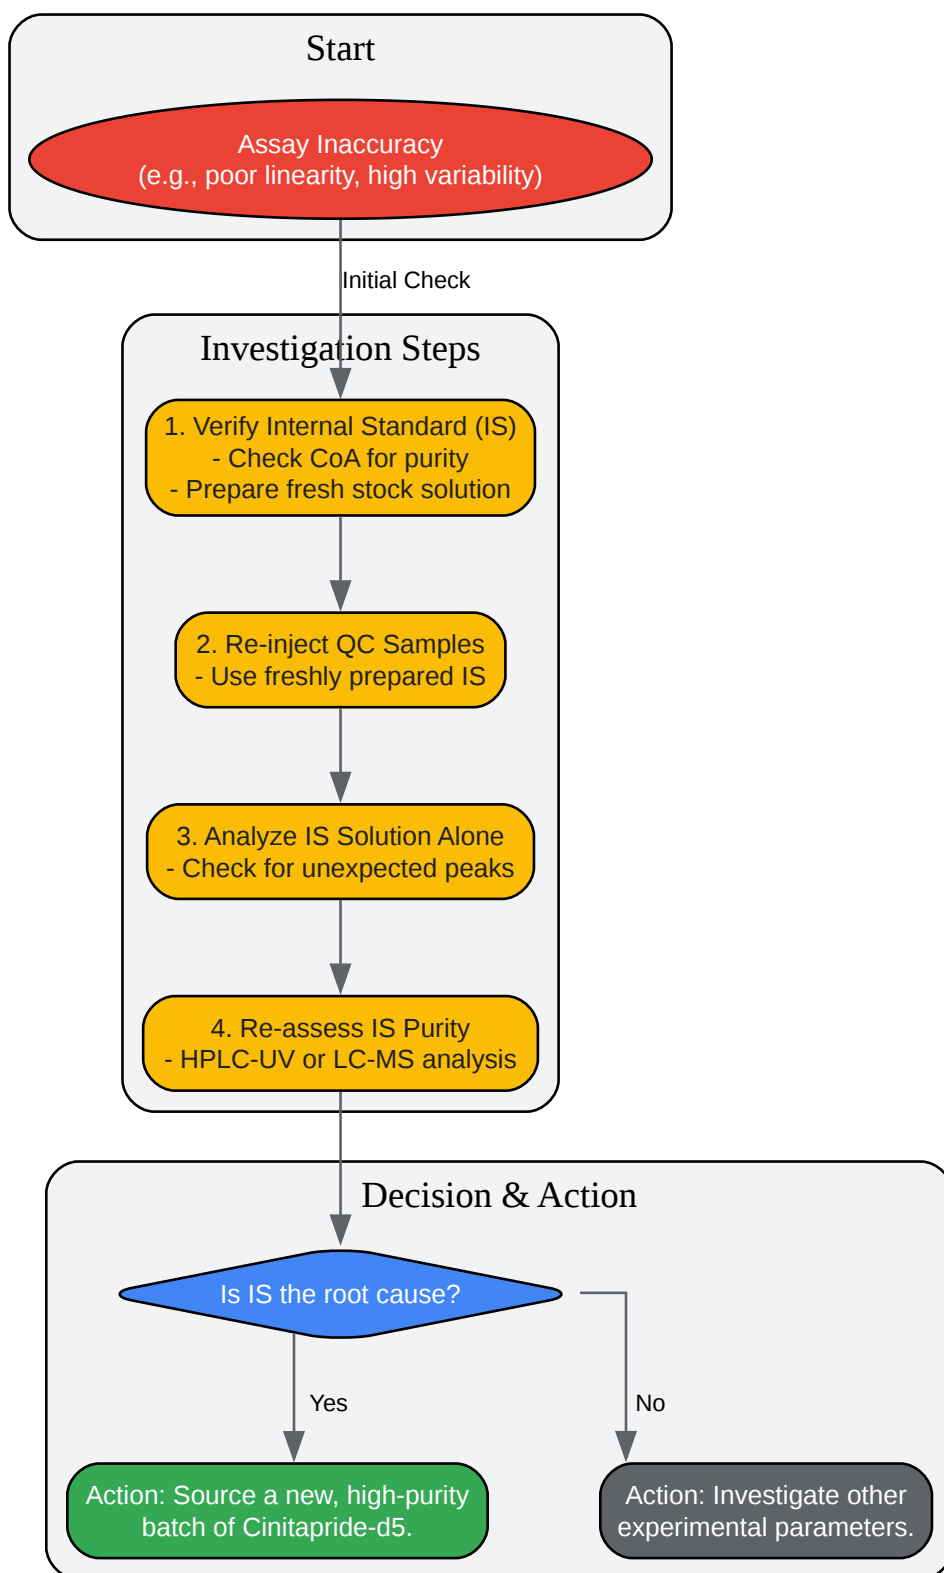 Start
Assay Inaccuracy
(e.g., poor linearity, high variability)
Initial Check
Investigation Steps
1. Verify Internal Standard (IS)
- Check CoA for purity
- Prepare fresh stock solution
2. Re-inject QC Samples
- Use freshly prepared IS
3. Analyze IS Solution Alone
- Check for unexpected peaks
4. Re-assess IS Purity
- HPLC-UV or LC-MS analysis
Decision & Action
Is IS the root cause?
Yes
No
Action: Source a new, high-purity
batch of Cinitapride-d5.
Action: Investigate other
experimental parameters.